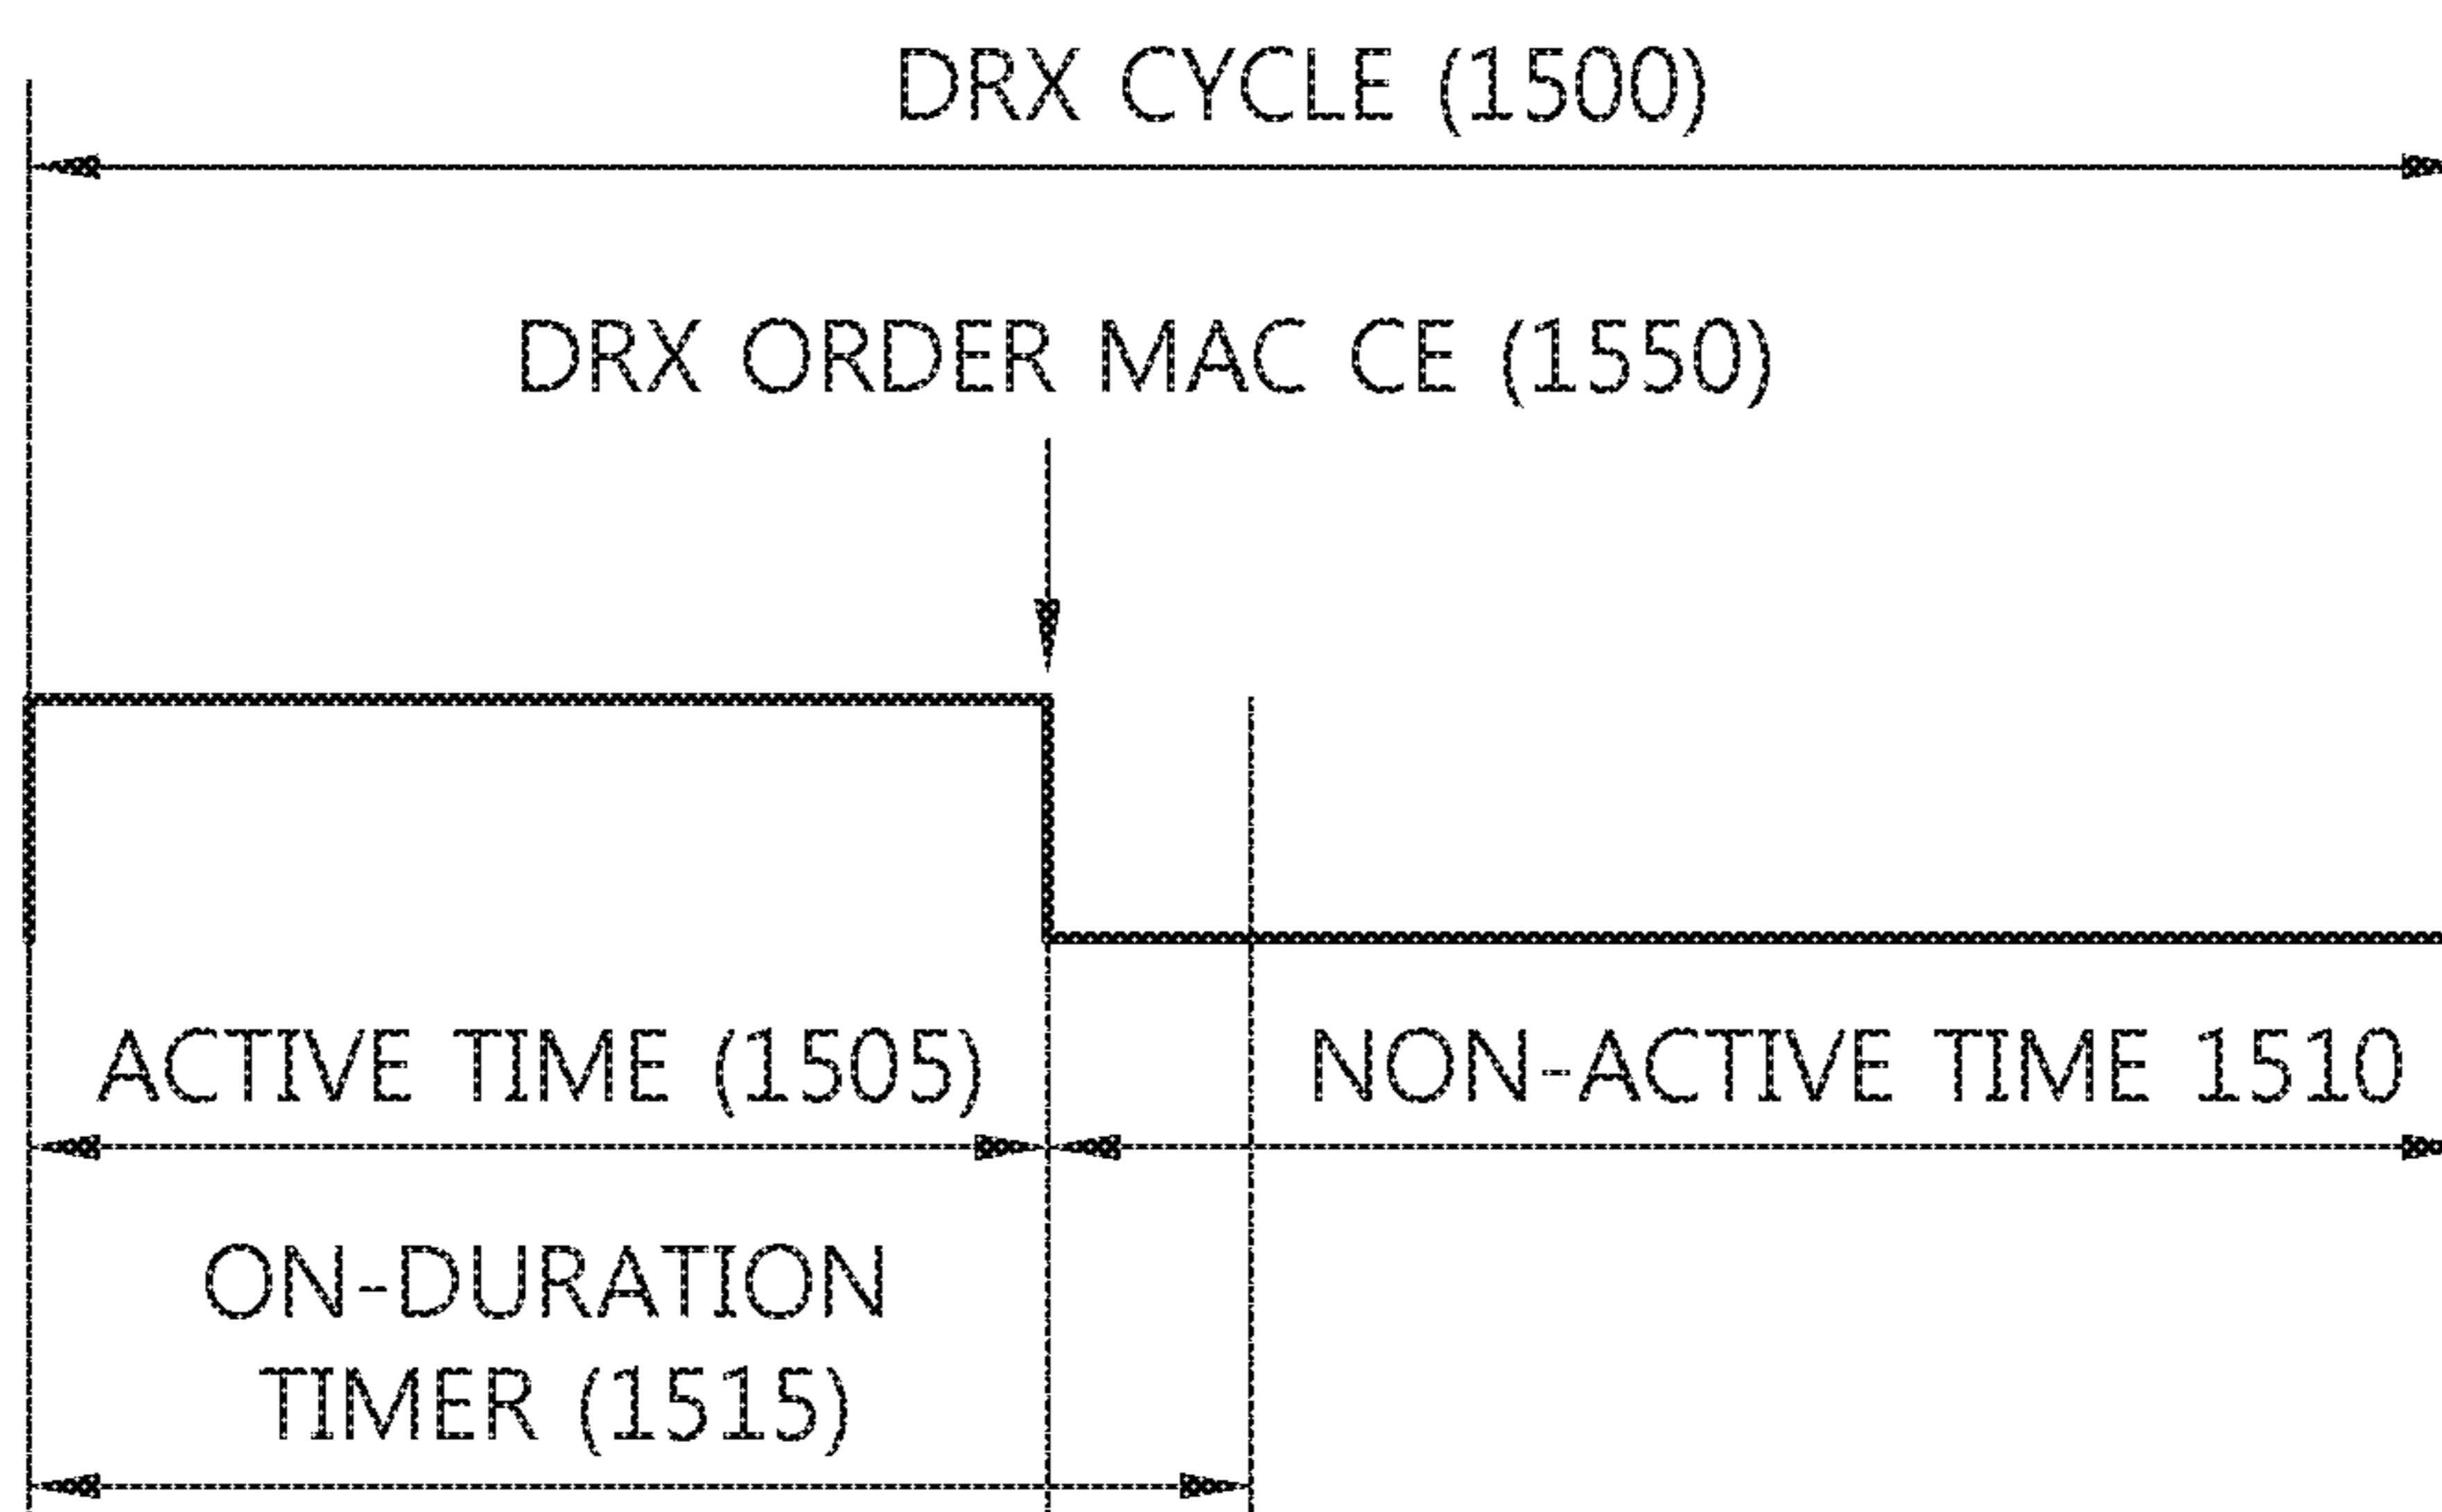 DRX CYCLE (1500)
DRX ORDER MAC CE (1550)
ACTIVE TIME (1505)
NON-ACTIVE TIME 1510
ON-DURATION
TIMER (1515)